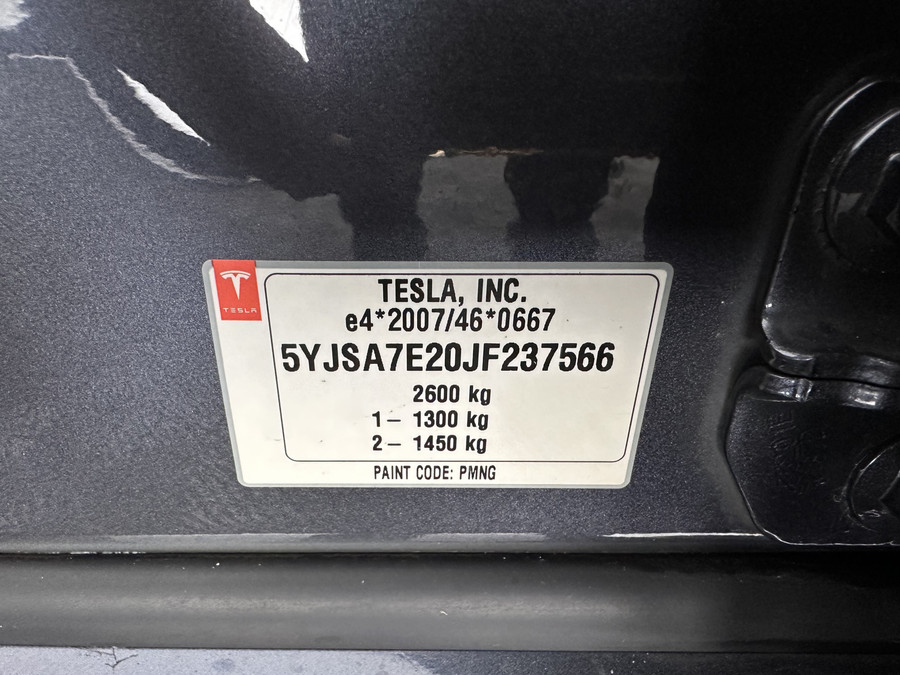 TESLA
TESLA, INC.
e4*2007/46*0667
5YJSA7E20JF237566
2600 kg
1– 1300 kg
2– 1450 kg
PAINT CODE: PMNG